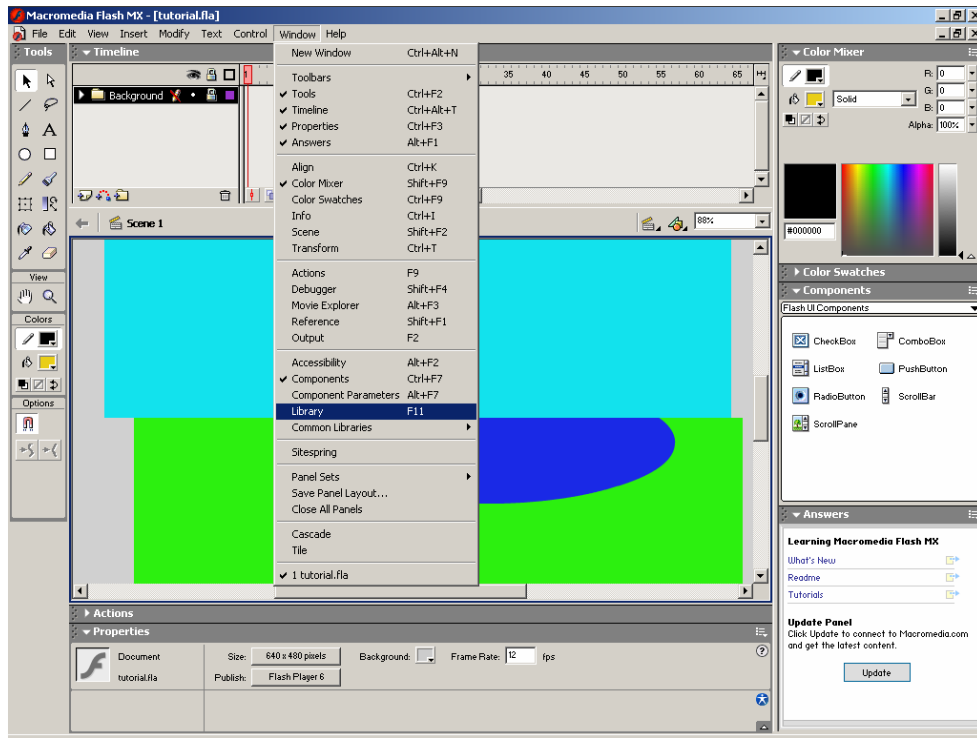 Macromedia Flash MX - [tutorial.fla]
File Edit View Insert Modify Text Control Window Help
Tools
Timeline
1 35 40 45 50 55 60 65
Background
Scene 1
88%
View
Colors
Options
New Window Ctrl+Alt+N
Toolbars
Tools Ctrl+F2
Timeline Ctrl+Alt+T
Properties Ctrl+F3
Answers Alt+F1
Align Ctrl+K
Color Mixer Shift+F9
Color Swatches Ctrl+F9
Info Ctrl+I
Scene Shift+F2
Transform Ctrl+T
Actions F9
Debugger Shift+F4
Movie Explorer Alt+F3
Reference Shift+F1
Output F2
Accessibility Alt+F2
Components Ctrl+F7
Component Parameters Alt+F7
Library F11
Common Libraries
Sitespring
Panel Sets
Save Panel Layout...
Close All Panels
Cascade
Tile
1 tutorial.fla
Color Mixer
R: 0
Solid G: 0
B: 0
Alpha: 100%
#000000
Color Swatches
Components
Flash UI Components
CheckBox ComboBox
ListBox PushButton
RadioButton ScrollBar
ScrollPane
Answers
Learning Macromedia Flash MX
What's New
Readme
Tutorials
Update Panel
Click Update to connect to Macromedia.com
and get the latest content.
Update
Actions
Properties
Document Size: 640 x 480 pixels Background: Frame Rate: 12 fps
tutorial.fla Publish: Flash Player 6